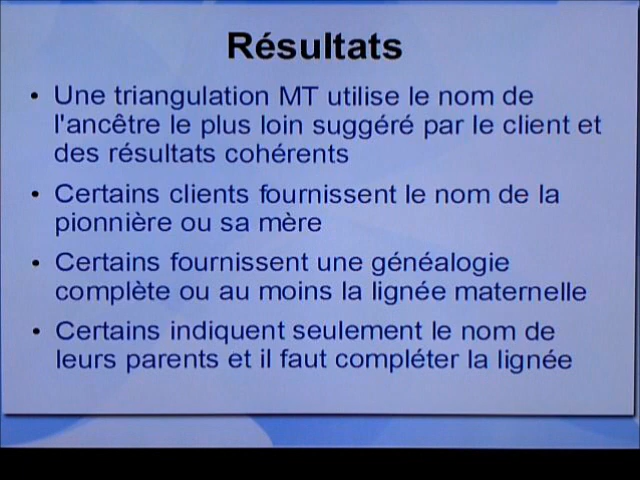 Résultats
• Une triangulation MT utilise le nom de
l'ancêtre le plus loin suggéré par le client et
des résultats cohérents
• Certains clients fournissent le nom de la
pionnière ou sa mère
• Certains fournissent une généalogie
complète ou au moins la lignée maternelle
• Certains indiquent seulement le nom de
leurs parents et il faut compléter la lignée